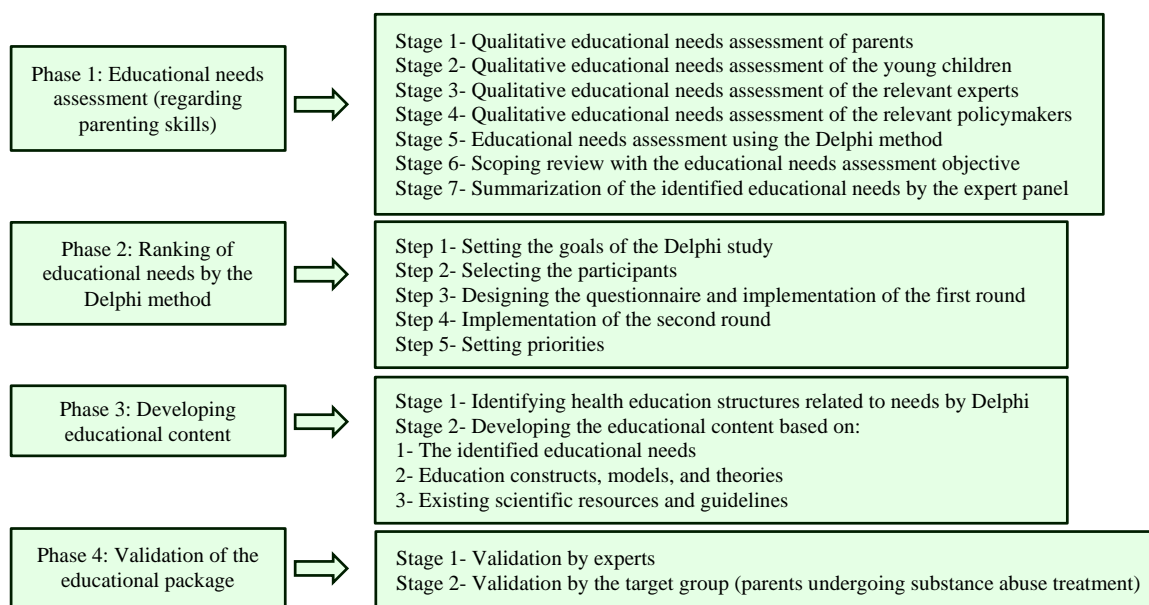 Phase 1: Educational needs
assessment (regarding
parenting skills)
Stage 1- Qualitative educational needs assessment of parents
Stage 2- Qualitative educational needs assessment of the young children
Stage 3- Qualitative educational needs assessment of the relevant experts
Stage 4- Qualitative educational needs assessment of the relevant policymakers
Stage 5- Educational needs assessment using the Delphi method
Stage 6- Scoping review with the educational needs assessment objective
Stage 7- Summarization of the identified educational needs by the expert panel
Phase 2: Ranking of
educational needs by the
Delphi method
Step 1- Setting the goals of the Delphi study
Step 2- Selecting the participants
Step 3- Designing the questionnaire and implementation of the first round
Step 4- Implementation of the second round
Step 5- Setting priorities
Phase 3: Developing
educational content
Stage 1- Identifying health education structures related to needs by Delphi
Stage 2- Developing the educational content based on:
1- The identified educational needs
2- Education constructs, models, and theories
3- Existing scientific resources and guidelines
Phase 4: Validation of the
educational package
Stage 1- Validation by experts
Stage 2- Validation by the target group (parents undergoing substance abuse treatment)